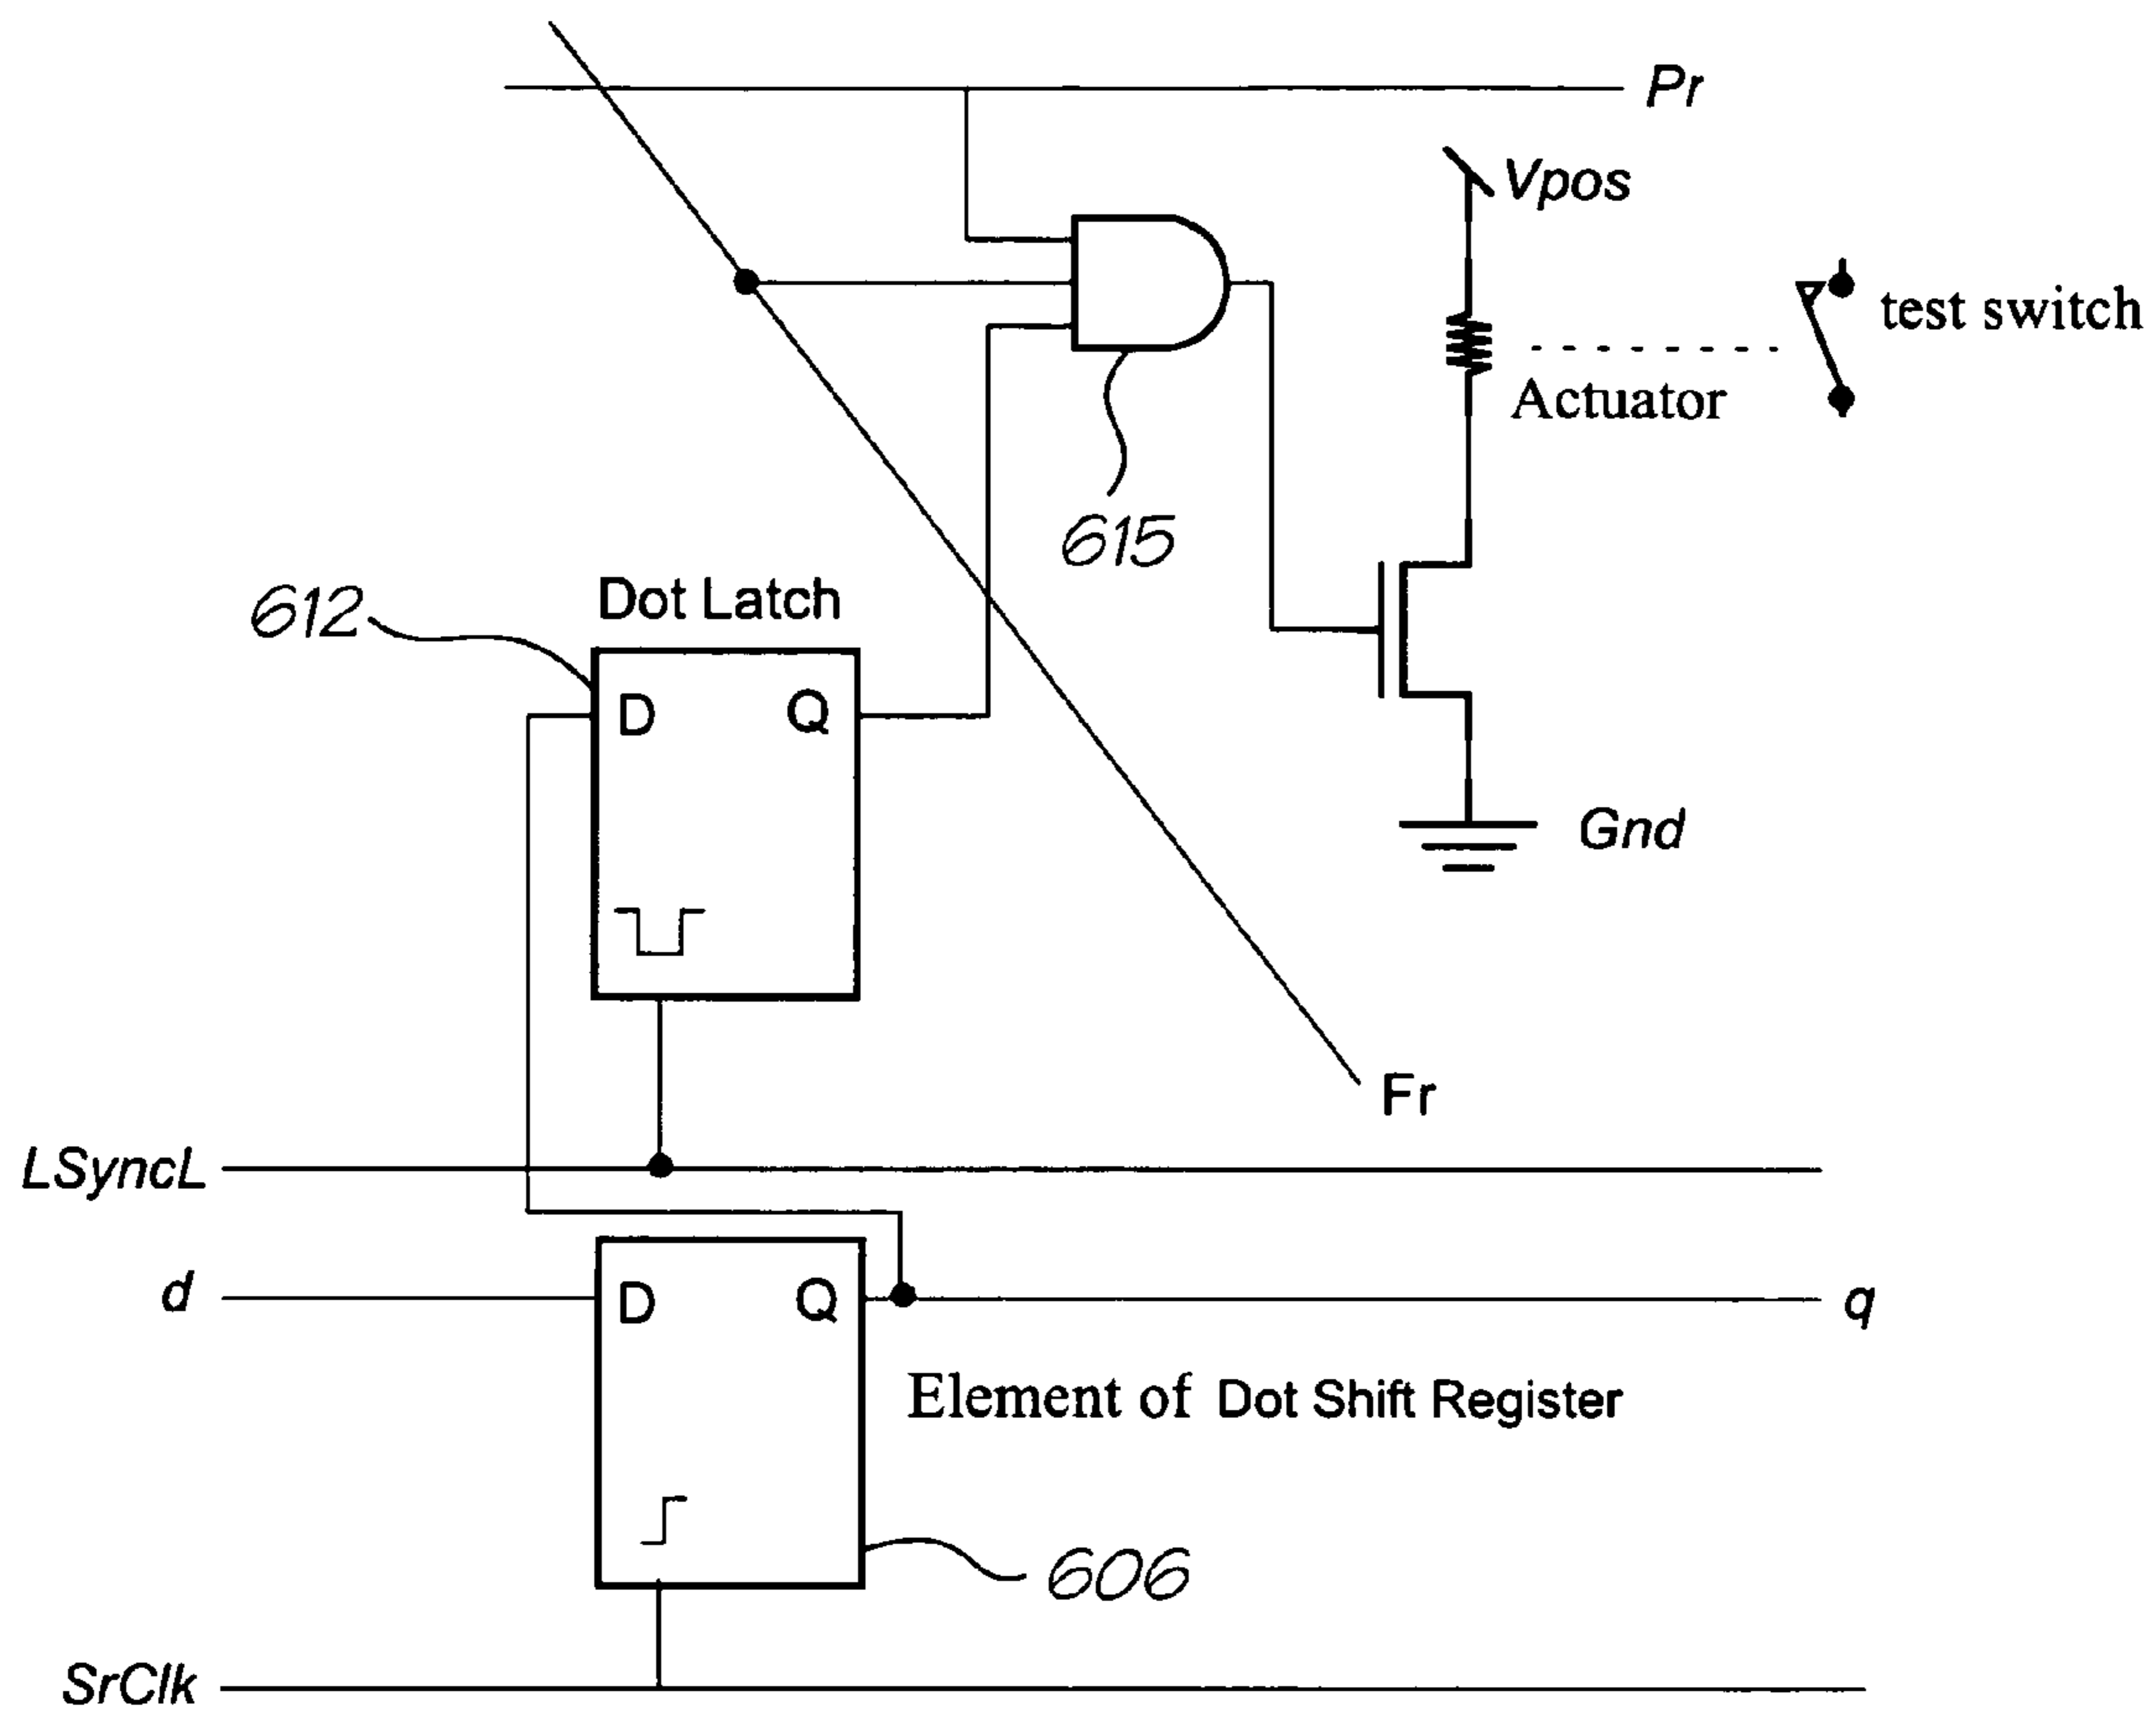 Pr
Vpos
test switch
Actuator
615
612
Dot Latch
D Q
Gnd
Fr
LSyncL
d
D Q
q
Element of Dot Shift Register
606
SrClk